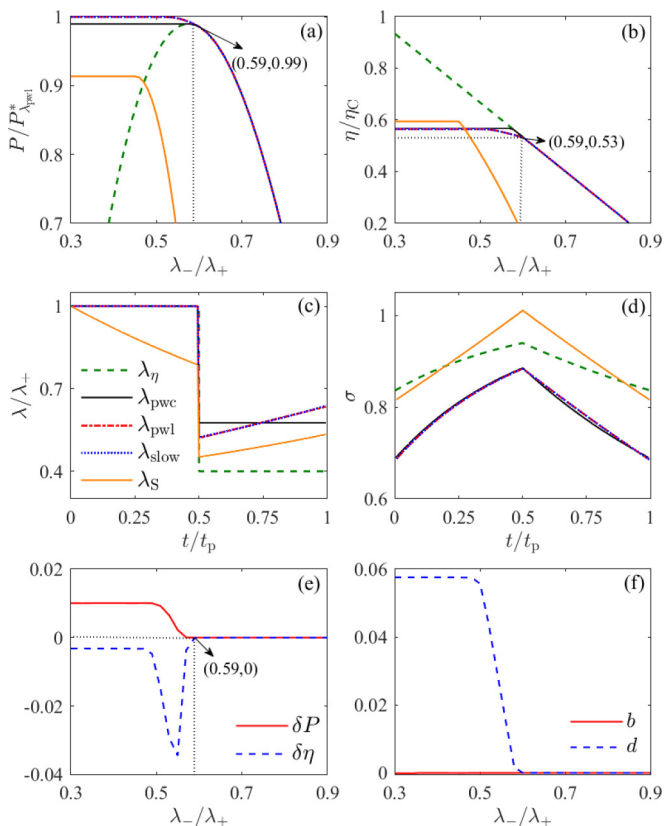 (a)
(0.59,0.99)
P/P*λpwl
1
0.9
0.8
0.7
0.3 0.5 0.7 0.9
λ−/λ+
(b)
(0.59,0.53)
η/ηC
1
0.8
0.6
0.4
0.2
0.3 0.5 0.7 0.9
λ−/λ+
(c)
λ/λ+
1
0.7
0.4
λη
λpwc
λpwl
λslow
λS
0 0.25 0.5 0.75 1
t/tp
(d)
σ
1
0.8
0.6
0 0.25 0.5 0.75 1
t/tp
(e)
0.02
0
-0.02
-0.04
(0.59,0)
δP
δη
0.3 0.5 0.7 0.9
λ−/λ+
(f)
0.06
0.04
0.02
0
b
d
0.3 0.5 0.7 0.9
λ−/λ+